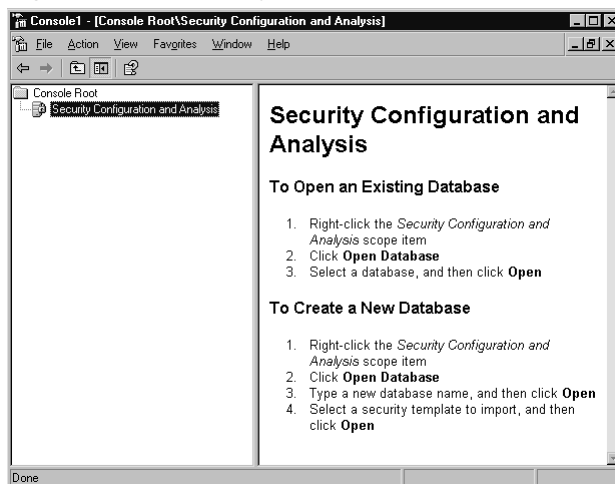 Console1 - [Console Root\Security Configuration and Analysis]
File Action View Favorites Window Help
Console Root
Security Configuration and Analysis
Security Configuration and
Analysis
To Open an Existing Database
1. Right-click the Security Configuration and
Analysis scope item
2. Click Open Database
3. Select a database, and then click Open
To Create a New Database
1. Right-click the Security Configuration and
Analysis scope item
2. Click Open Database
3. Type a new database name, and then click Open
4. Select a security template to import, and then
click Open
Done